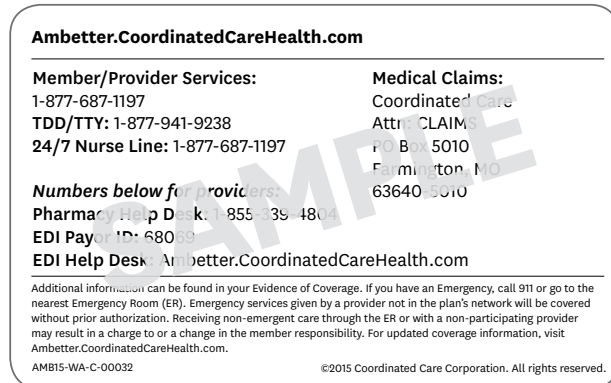 Ambetter.CoordinatedCareHealth.com
Member/Provider Services:
1-877-687-1197
TDD/TTY: 1-877-941-9238
24/7 Nurse Line: 1-877-687-1197
Numbers below for providers:
Pharmacy Help Desk: 1-855-339-4804
EDI Payor ID: 68069
EDI Help Desk: Ambetter.CoordinatedCareHealth.com
Medical Claims:
Coordinated Care
Attn: CLAIMS
PO Box 5010
Farmington, MO
63640-5010
SAMPLE
Additional information can be found in your Evidence of Coverage. If you have an Emergency, call 911 or go to the
nearest Emergency Room (ER). Emergency services given by a provider not in the plan's network will be covered
without prior authorization. Receiving non-emergent care through the ER or with a non-participating provider
may result in a charge to or a change in the member responsibility. For updated coverage information, visit
Ambetter.CoordinatedCareHealth.com.
AMB15-WA-C-00032
©2015 Coordinated Care Corporation. All rights reserved.